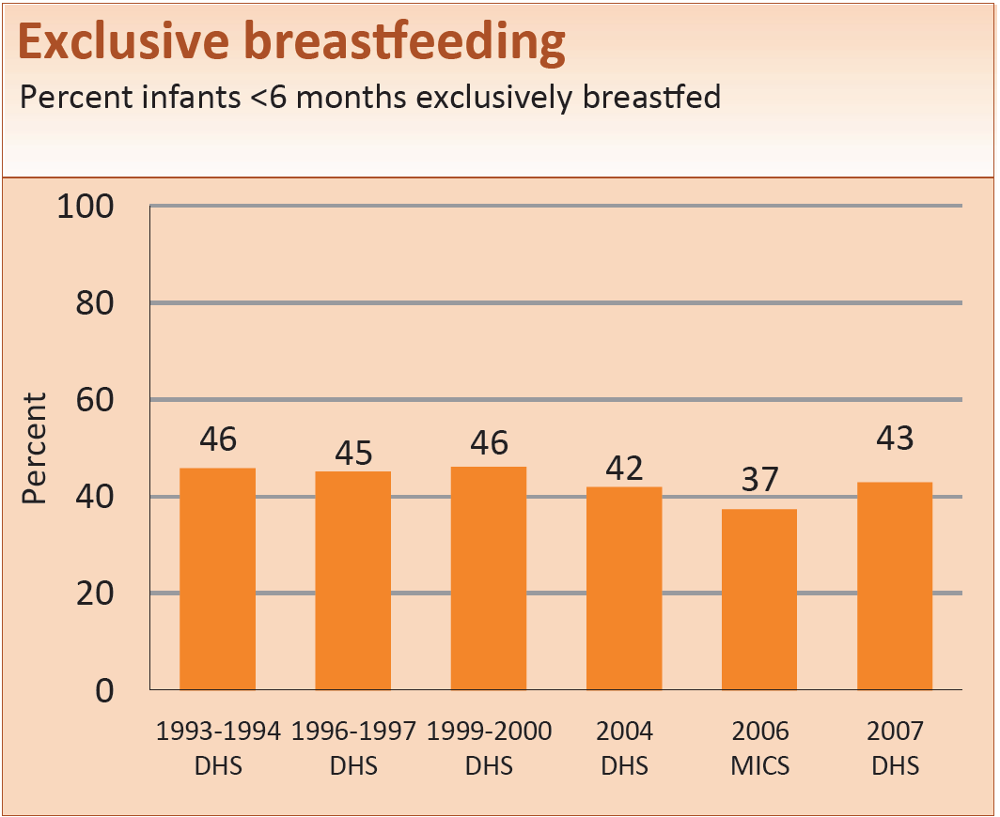 Exclusive breastfeeding
Percent infants <6 months exclusively breastfed
100
80
60
40
20
0
Percent
46
45
46
42
37
43
1993-1994 1996-1997 1999-2000 2004 2006 2007
DHS DHS DHS DHS MICS DHS